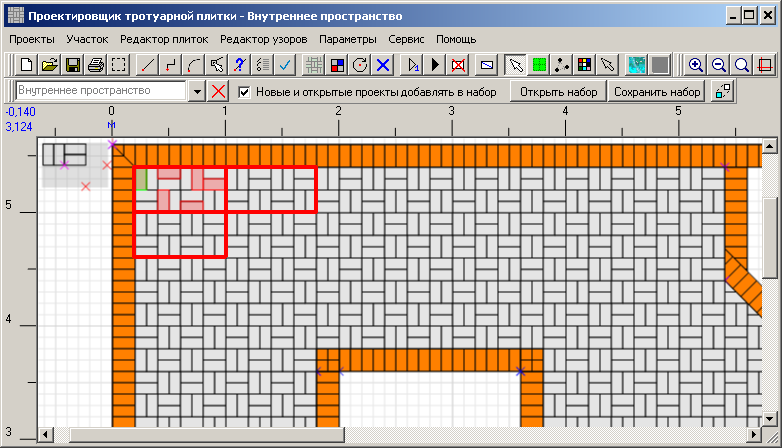 Проектировщик тротуарной плитки - Внутреннее пространство
Проекты Участок Редактор плиток Редактор узоров Параметры Сервис Помощь
Внутреннее пространство Новые и открытые проекты добавлять в набор Открыть набор Сохранить набор
-0,140 0 1 2 3 4 5
3,124 м
5
4
3